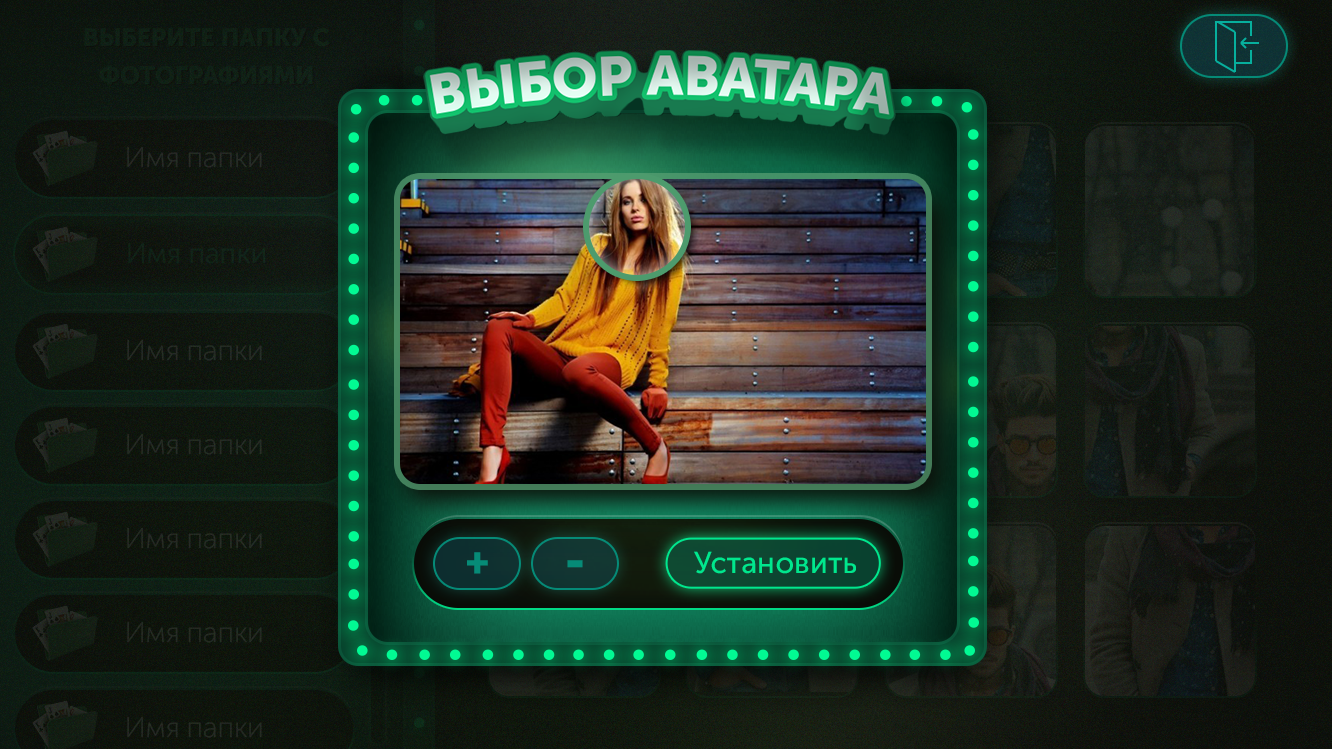 ВЫБЕРИТЕ ПАПКУ С
ФОТОГРАФИЯМИ
ВЫБОР АВАТАРА
Имя папки
Имя папки
Имя папки
Имя папки
Имя папки
Имя папки
Имя папки
+
-
Установить